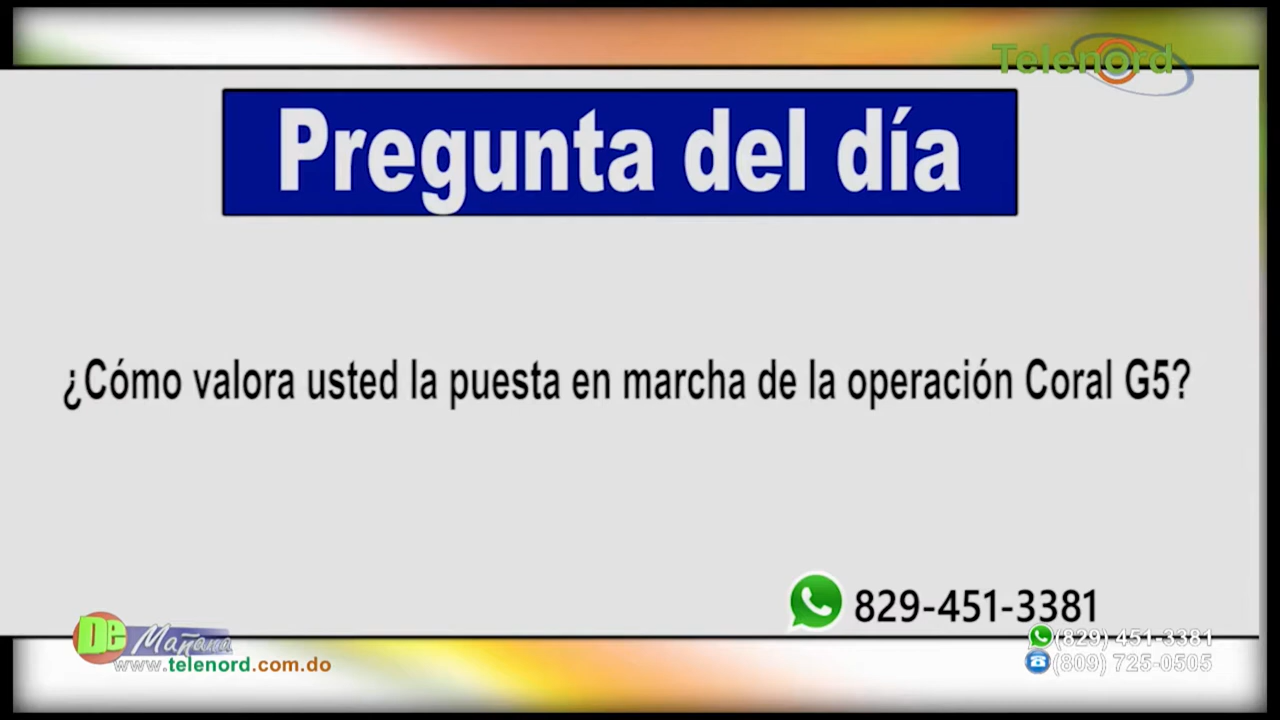 Telenord
Pregunta del día
¿Cómo valora usted la puesta en marcha de la operación Coral G5?
829-451-3381
De Mañana
(829) 451-3381
www.telenord.com.do
(809) 725-0505